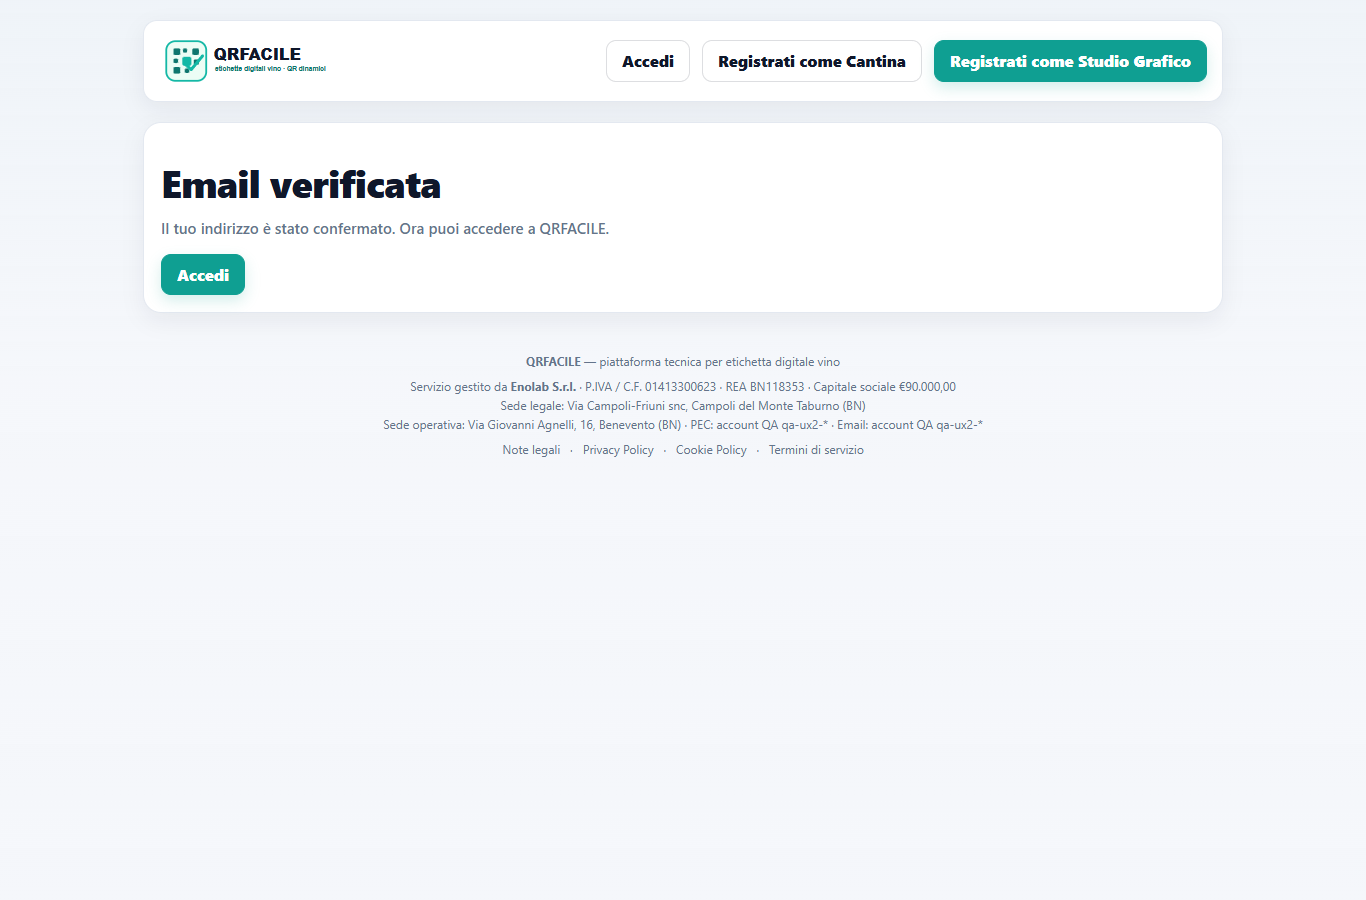 QRFACILE
etichette digitali vino - QR dinamici
Accedi
Registrati come Cantina
Registrati come Studio Grafico
Email verificata
Il tuo indirizzo è stato confermato. Ora puoi accedere a QRFACILE.
Accedi
QRFACILE — piattaforma tecnica per etichetta digitale vino
Servizio gestito da Enolab S.r.l. · P.IVA / C.F. 01413300623 · REA BN118353 · Capitale sociale €90.000,00
Sede legale: Via Campoli-Friuni snc, Campoli del Monte Taburno (BN)
Sede operativa: Via Giovanni Agnelli, 16, Benevento (BN) · PEC: account QA qa-ux2-* · Email: account QA qa-ux2-*
Note legali · Privacy Policy · Cookie Policy · Termini di servizio